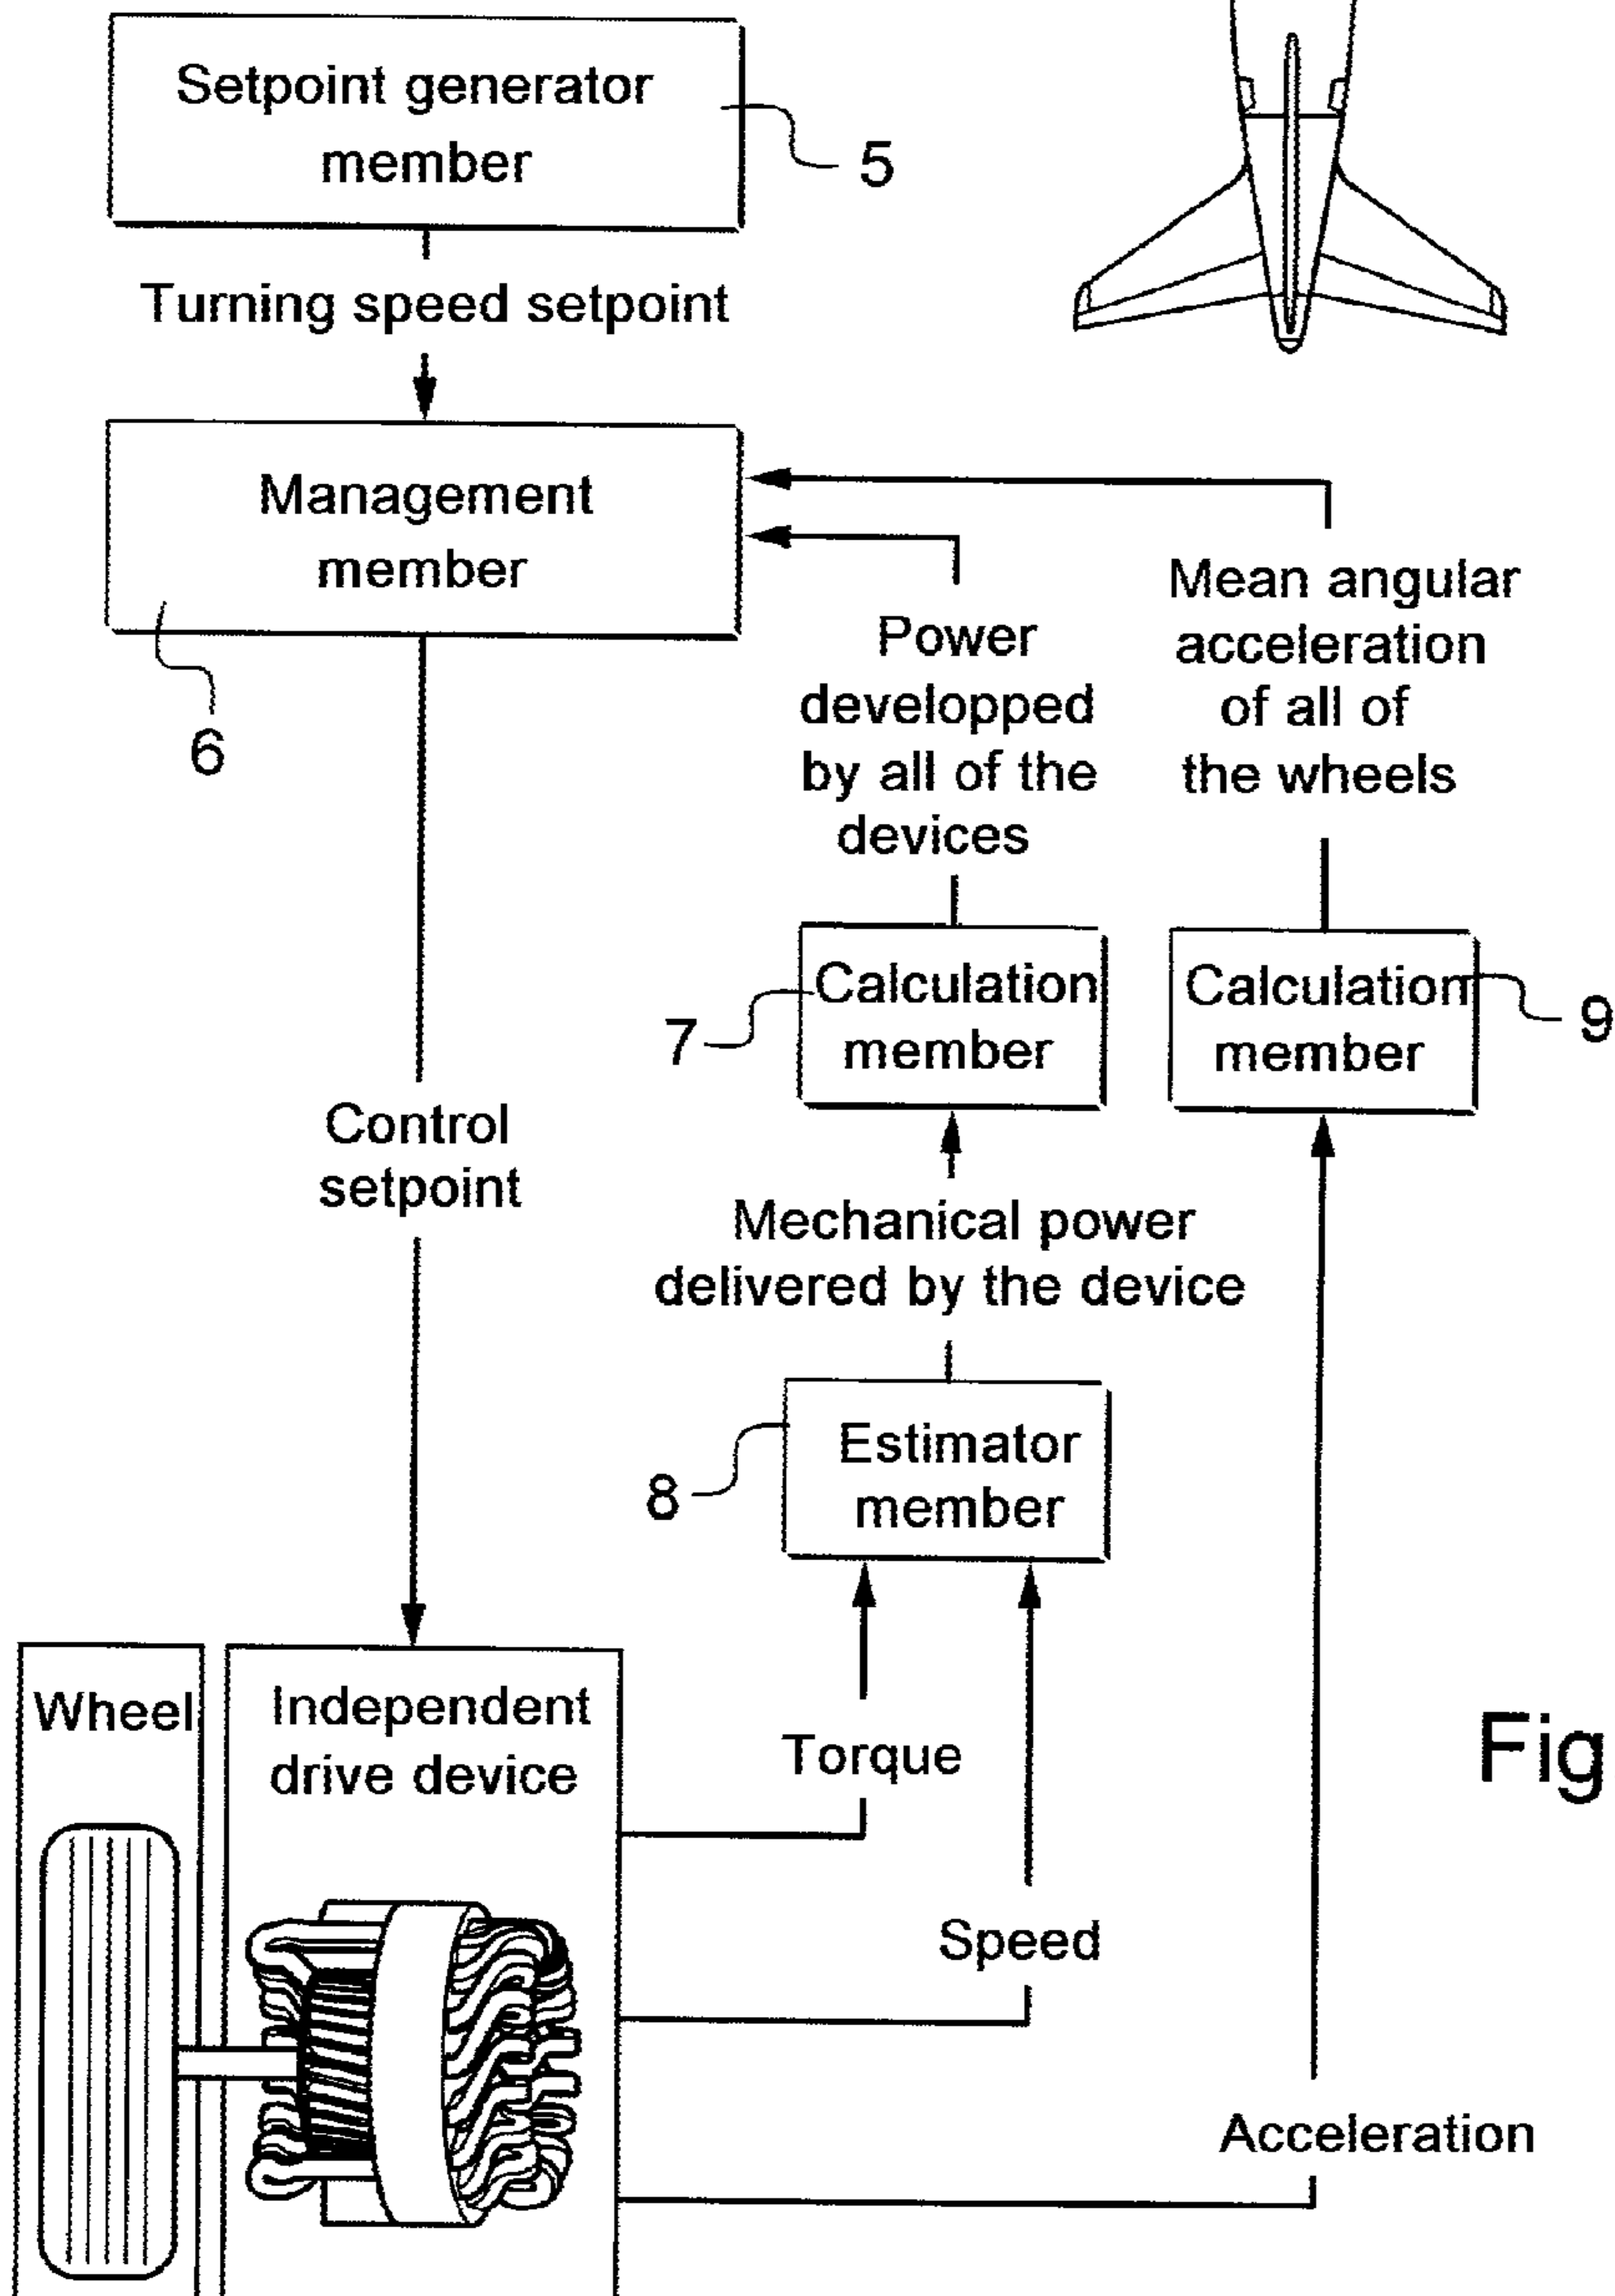 Setpoint generator
member
5
Turning speed setpoint
Management
member
6
Power
developped
by all of the
devices
Mean angular
acceleration
of all of
the wheels
Calculation
member
7
Calculation
member
9
Control
setpoint
Mechanical power
delivered by the device
Estimator
member
8
Wheel
Independent
drive device
Torque
Speed
Acceleration
Fig